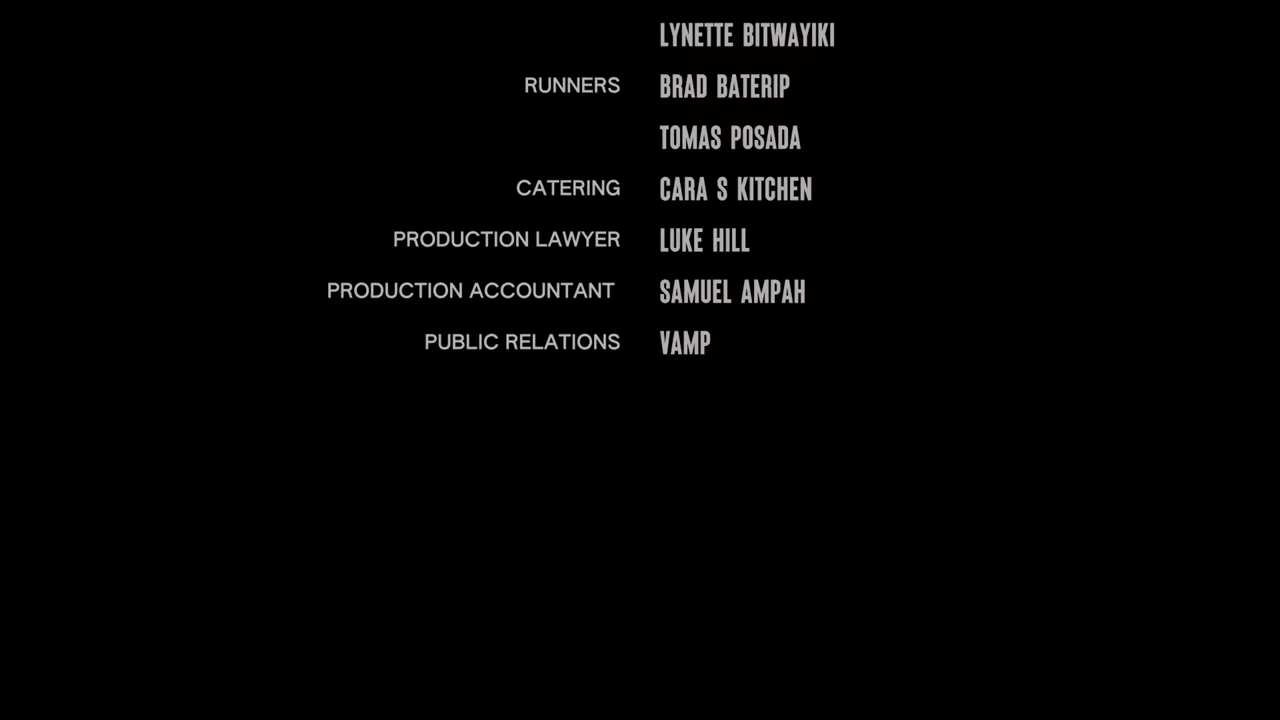 LYNETTE BITWAYIKI
RUNNERS BRAD BATERIP
TOMAS POSADA
CATERING CARA S KITCHEN
PRODUCTION LAWYER LUKE HILL
PRODUCTION ACCOUNTANT SAMUEL AMPAH
PUBLIC RELATIONS VAMP